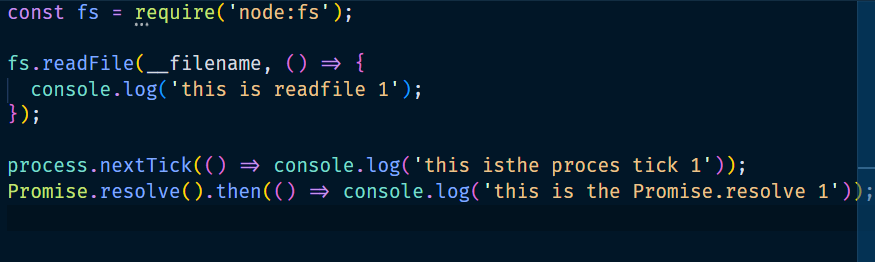 const fs = require('node:fs');
fs.readFile(__filename, () => {
console.log('this is readfile 1');
});
process.nextTick(() => console.log('this isthe proces tick 1'));
Promise.resolve().then(() => console.log('this is the Promise.resolve 1'));